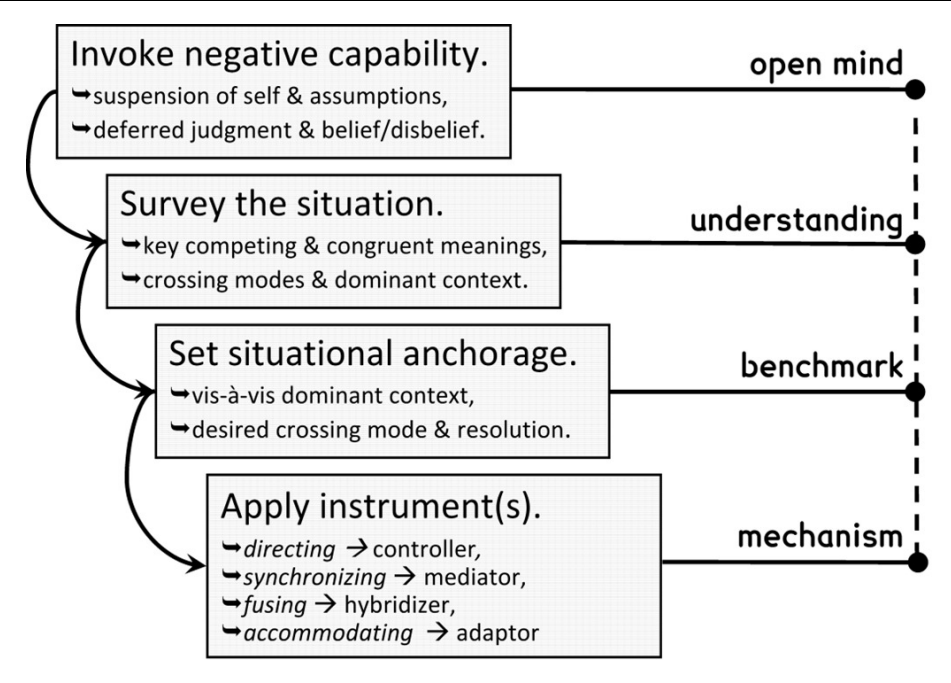 Invoke negative capability.
➥suspension of self & assumptions,
➥deferred judgment & belief/disbelief.
open mind
Survey the situation.
➥key competing & congruent meanings,
➥crossing modes & dominant context.
understanding
Set situational anchorage.
➥vis-à-vis dominant context,
➥desired crossing mode & resolution.
benchmark
Apply instrument(s).
➥directing → controller,
➥synchronizing → mediator,
➥fusing → hybridizer,
➥accommodating → adaptor
mechanism